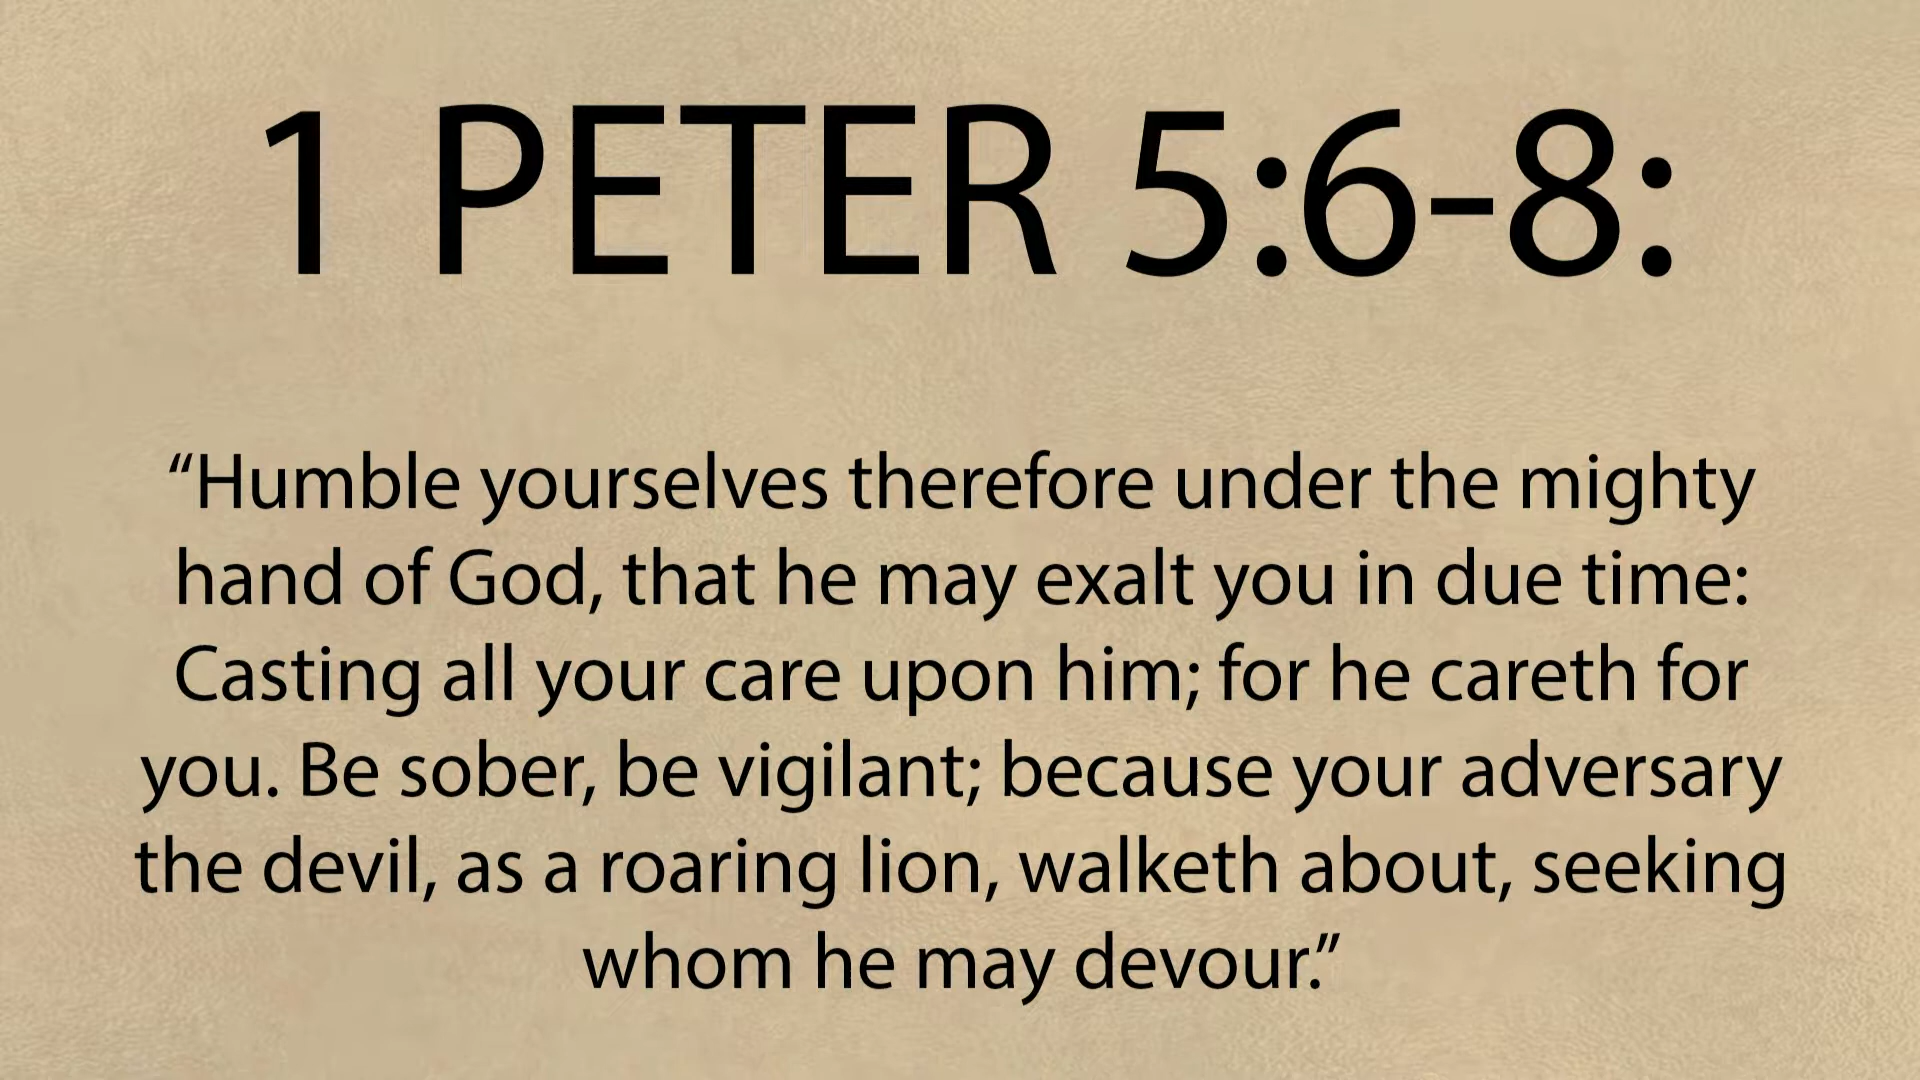 1 PETER 5:6-8:
“Humble yourselves therefore under the mighty
hand of God, that he may exalt you in due time:
Casting all your care upon him; for he careth for
you. Be sober, be vigilant; because your adversary
the devil, as a roaring lion, walketh about, seeking
whom he may devour.”